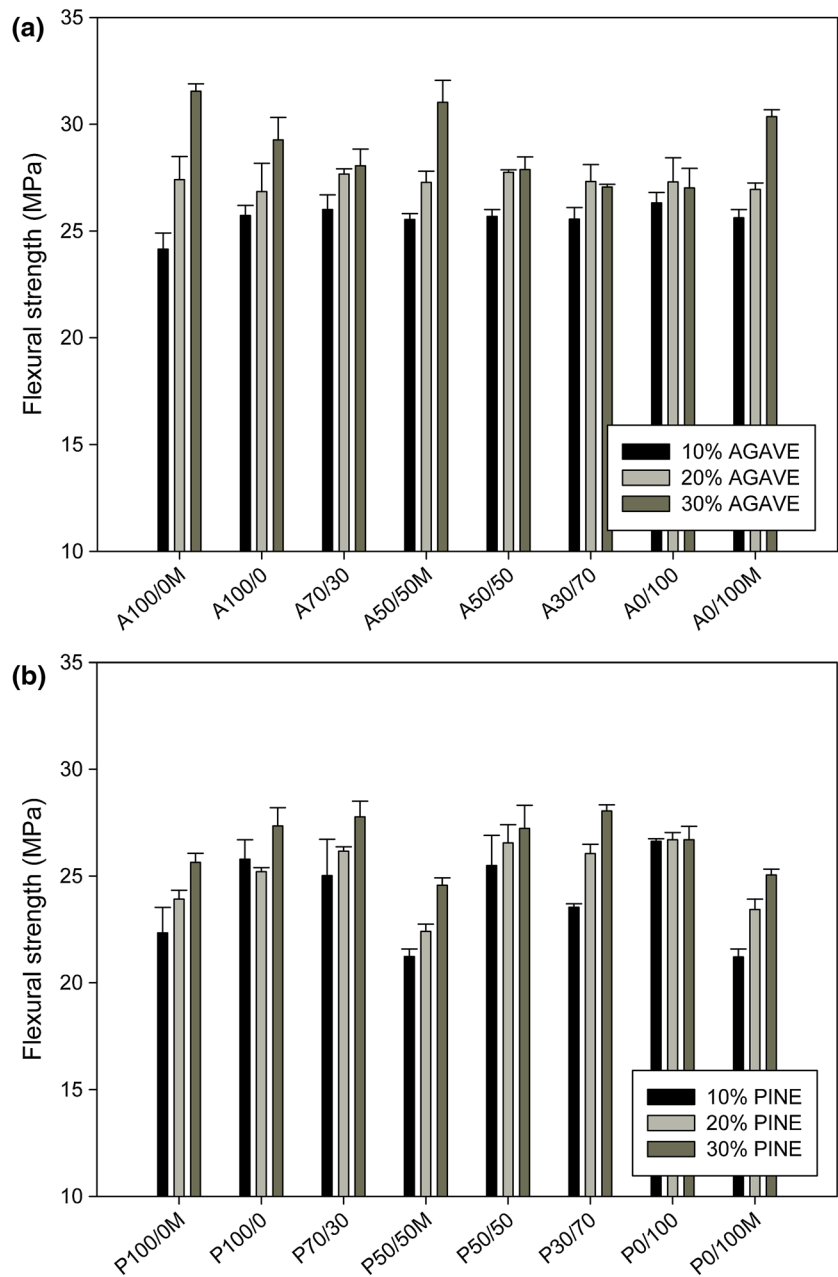 (a)
Flexural strength (MPa)
35
30
25
20
15
10
10% AGAVE
20% AGAVE
30% AGAVE
A100/0M
A100/0
A70/30
A50/50M
A50/50
A30/70
A0/100
A0/100M
(b)
Flexural strength (MPa)
35
30
25
20
15
10
10% PINE
20% PINE
30% PINE
P100/0M
P100/0
P70/30
P50/50M
P50/50
P30/70
P0/100
P0/100M